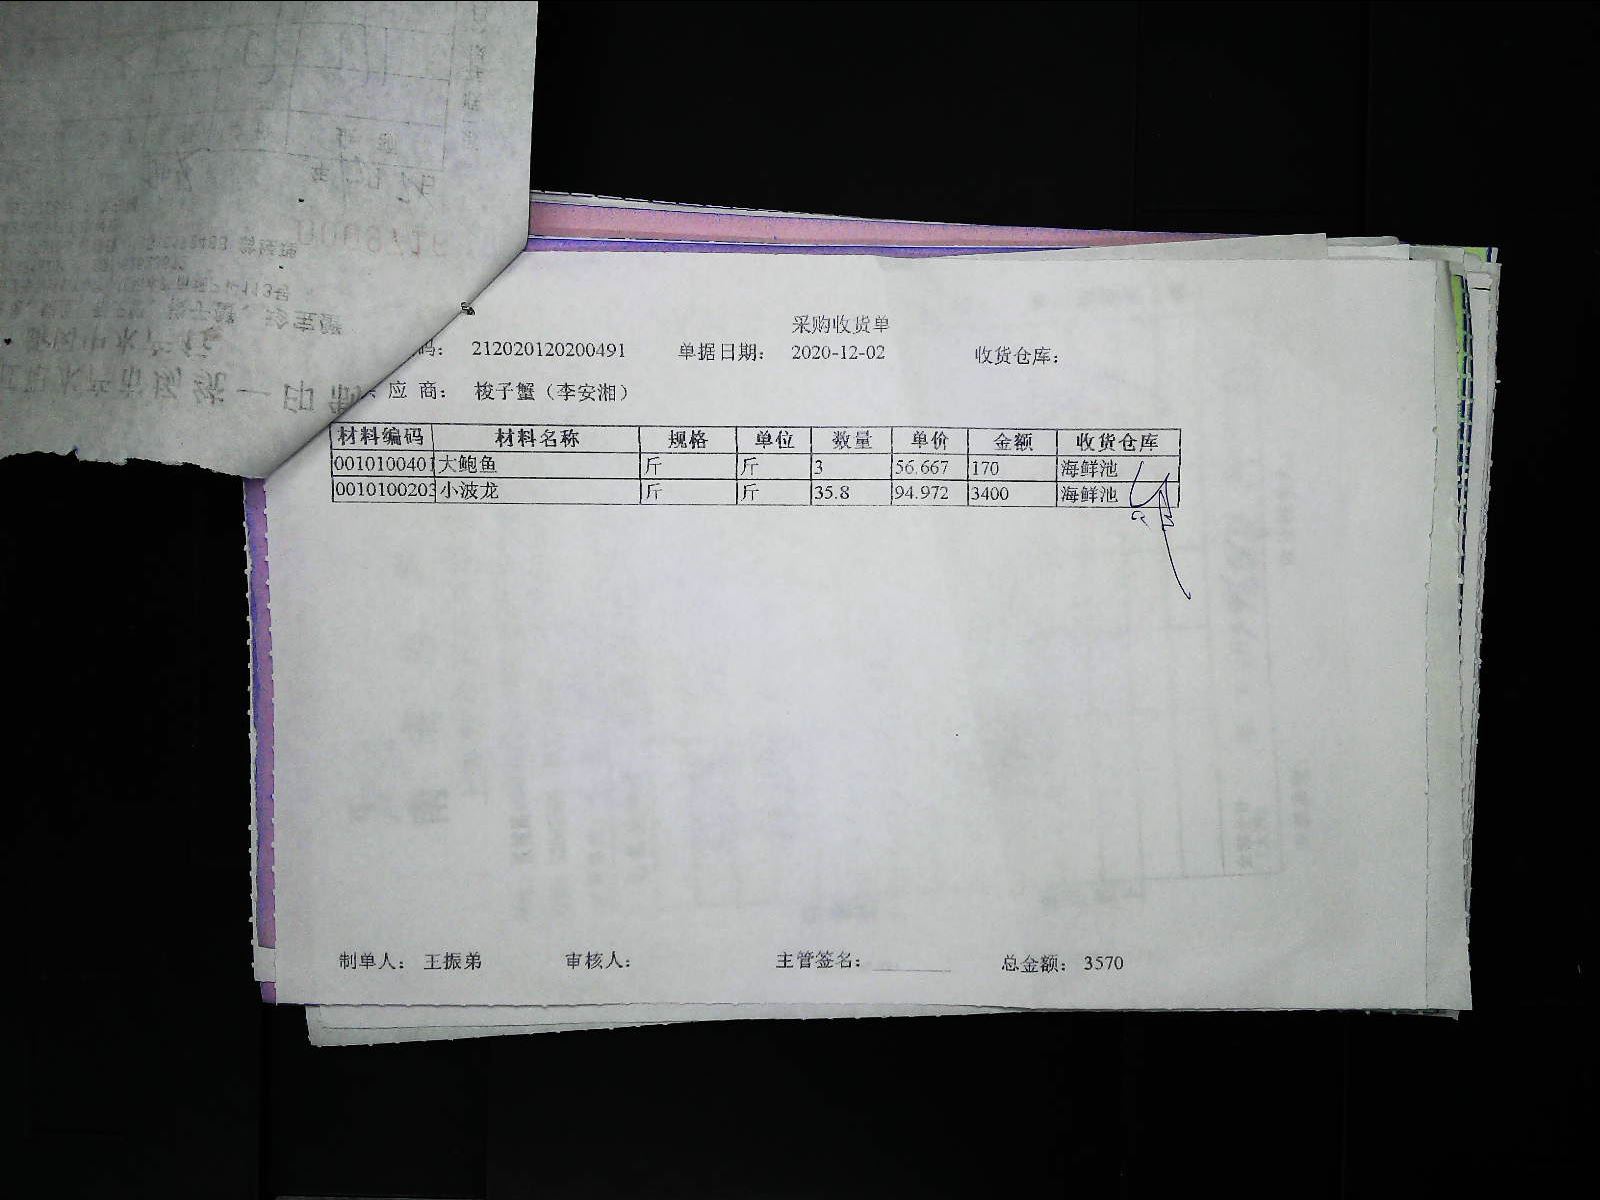 采购收货单
码： 212020120200491 单据日期： 2020-12-02 收货仓库：
应 商： 梭子蟹（李安湘）
材料编码 材料名称 规格 单位 数量 单价 金额 收货仓库
0010100401 大鲍鱼 斤 斤 3 56.667 170 海鲜池
0010100203 小波龙 斤 斤 35.8 94.972 3400 海鲜池
制单人： 王振弟 审核人： 主管签名： 总金额： 3570